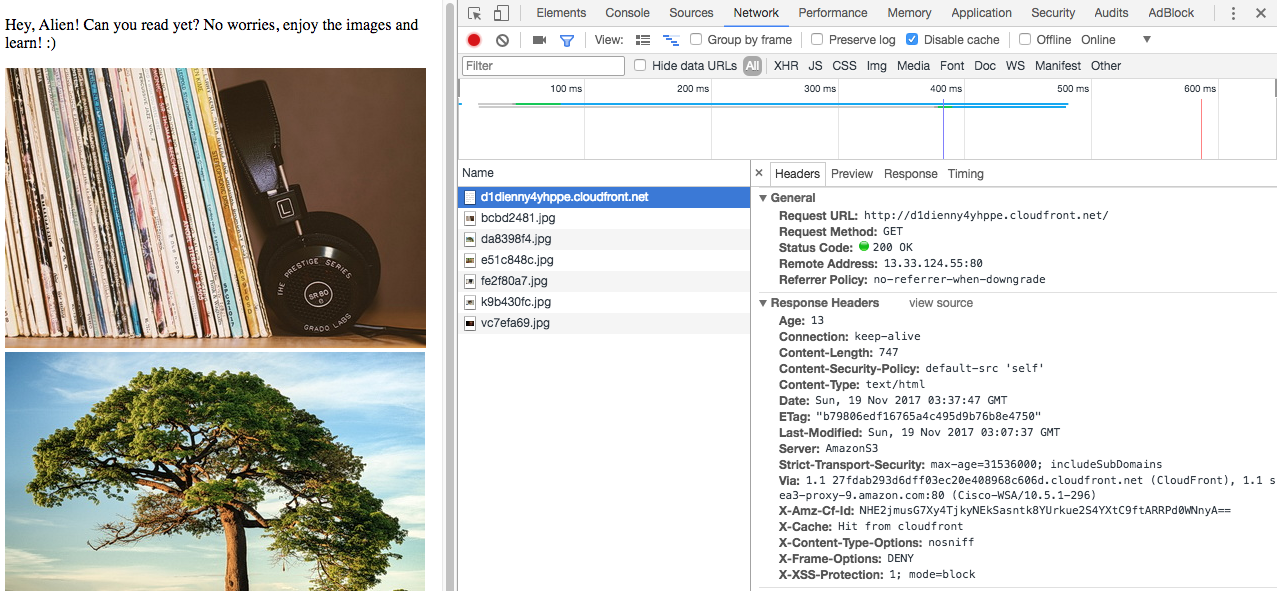 Hey, Alien! Can you read yet? No worries, enjoy the images and
learn! :)
THE PRESTIGE SERIES
SR60
GRADO LABS
L
Elements Console Sources Network Performance Memory Application Security Audits AdBlock
View: Group by frame Preserve log Disable cache Offline Online
Filter Hide data URLs All XHR JS CSS Img Media Font Doc WS Manifest Other
100 ms 200 ms 300 ms 400 ms 500 ms 600 ms
Name
d1dienny4yhppe.cloudfront.net
bcbd2481.jpg
da8398f4.jpg
e51c848c.jpg
fe2f80a7.jpg
k9b430fc.jpg
vc7efa69.jpg
Headers Preview Response Timing
General
Request URL: http://d1dienny4yhppe.cloudfront.net/
Request Method: GET
Status Code: 200 OK
Remote Address: 13.33.124.55:80
Referrer Policy: no-referrer-when-downgrade
Response Headers view source
Age: 13
Connection: keep-alive
Content-Length: 747
Content-Security-Policy: default-src 'self'
Content-Type: text/html
Date: Sun, 19 Nov 2017 03:37:47 GMT
ETag: "b79806edf16765a4c495d9b76b8e4750"
Last-Modified: Sun, 19 Nov 2017 03:07:37 GMT
Server: AmazonS3
Strict-Transport-Security: max-age=31536000; includeSubDomains
Via: 1.1 27fdab293d6dff03ec20e408968c606d.cloudfront.net (CloudFront), 1.1 s
ea3-proxy-9.amazon.com:80 (Cisco-WSA/10.5.1-296)
X-Amz-Cf-Id: NHE2jmusG7Xy4TjkyNEkSasntk8YUrkue2S4YXtC9ftARRPd0WNnyA==
X-Cache: Hit from cloudfront
X-Content-Type-Options: nosniff
X-Frame-Options: DENY
X-XSS-Protection: 1; mode=block